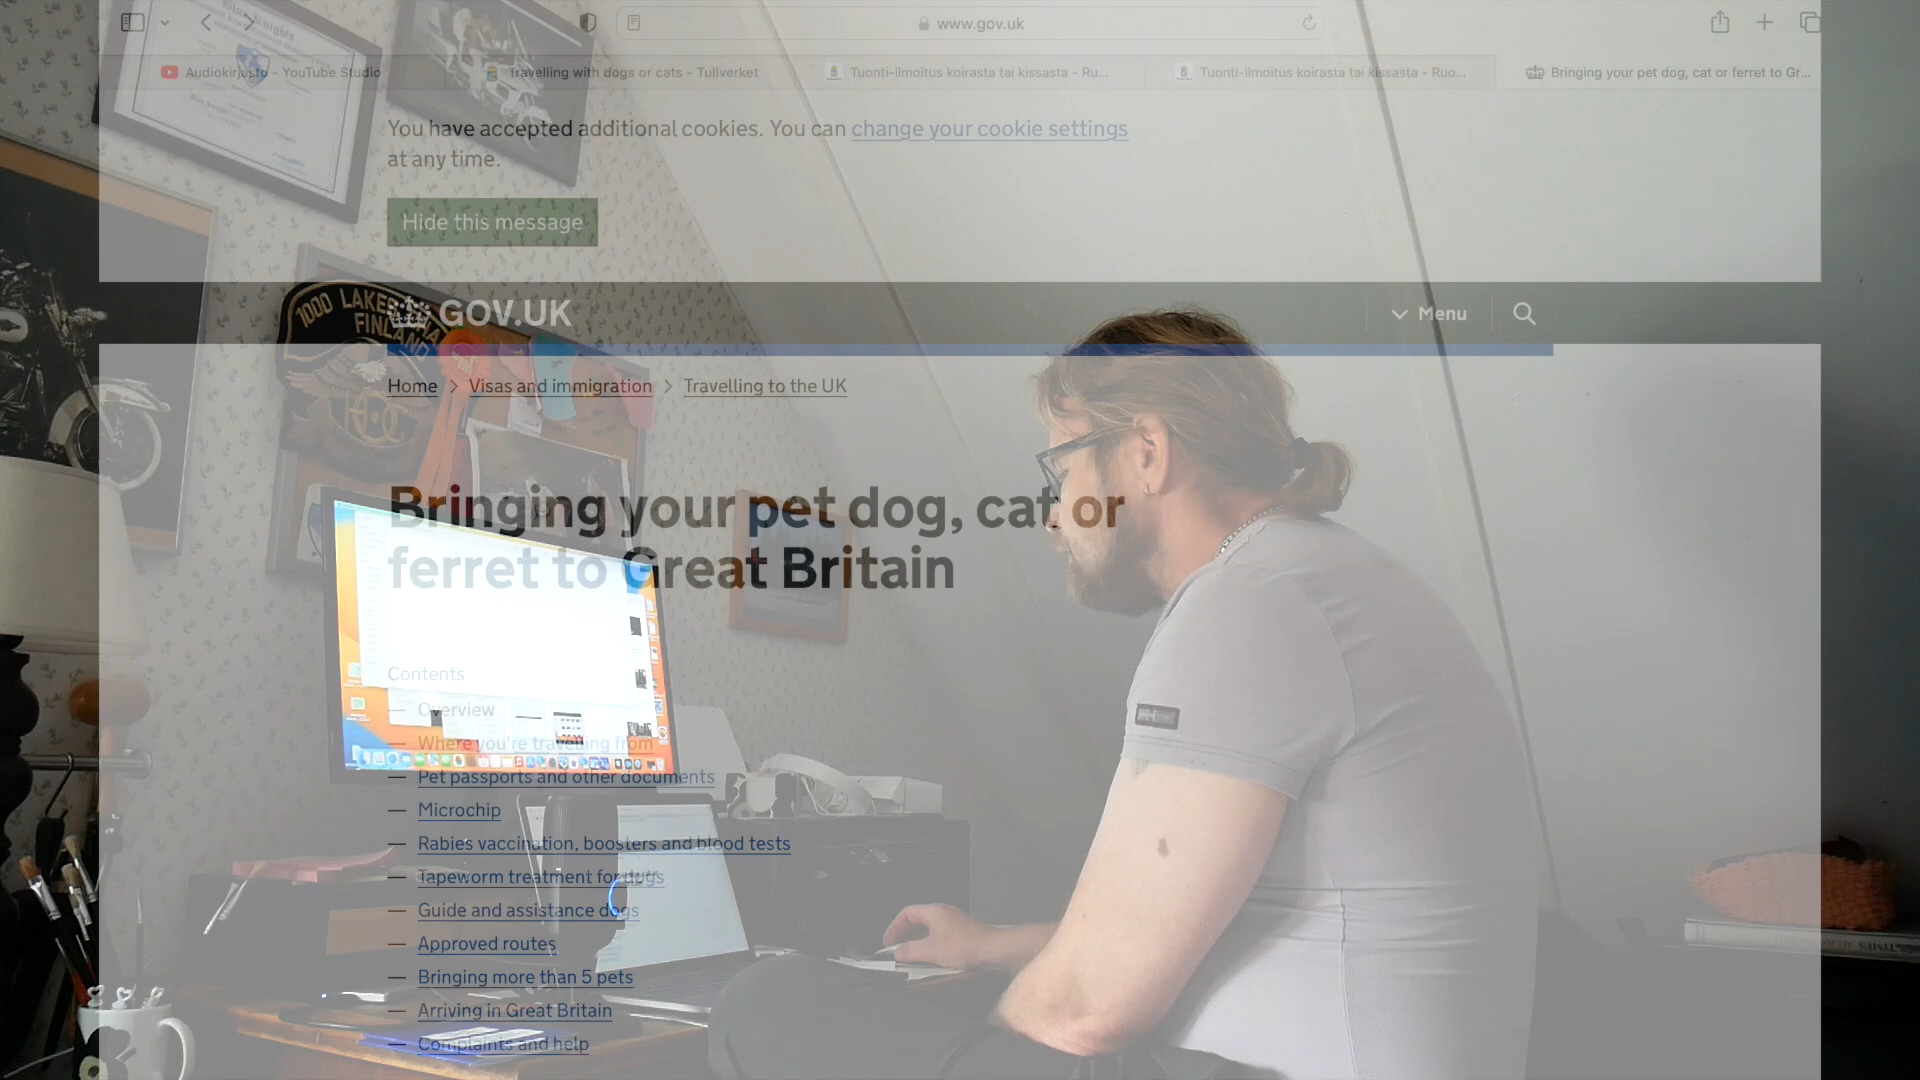 www.gov.uk
Audiokirjasto - YouTube Studio
Travelling with dogs or cats - Tullverket
Tuonti-ilmoitus koirasta tai kissasta - Ru...
Tuonti-ilmoitus koirasta tai kissasta - Ruo...
Bringing your pet dog, cat or ferret to Gr...
You have accepted additional cookies. You can change your cookie settings
at any time.
Hide this message
1000 LAKES
FINLAND
GOV.UK
Menu
Home > Visas and immigration > Travelling to the UK
Bringing your pet dog, cat or
ferret to Great Britain
Contents
— Overview
— Where you're travelling from
— Pet passports and other documents
— Microchip
— Rabies vaccination, boosters and blood tests
— Tapeworm treatment for dogs
— Guide and assistance dogs
— Approved routes
— Bringing more than 5 pets
— Arriving in Great Britain
— Complaints and help